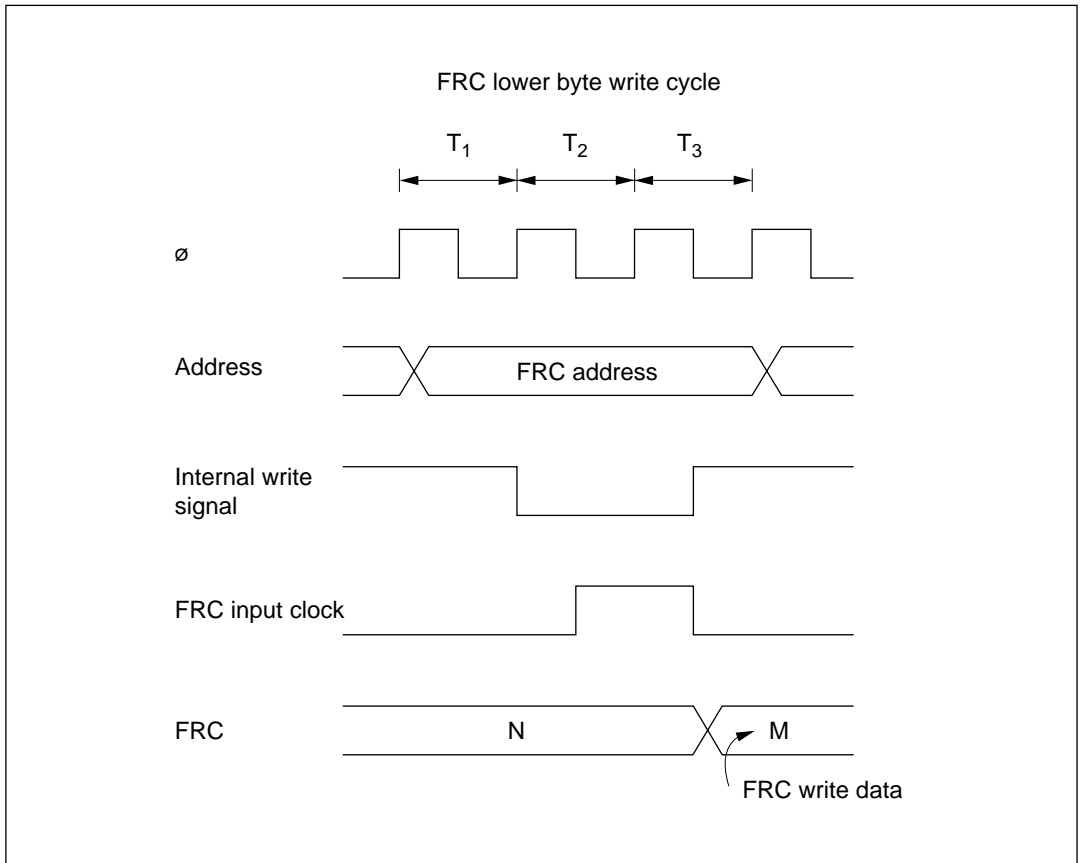 FRC lower byte write cycle
T1 T2 T3
ø
Address
FRC address
Internal write
signal
FRC input clock
FRC
N
M
FRC write data